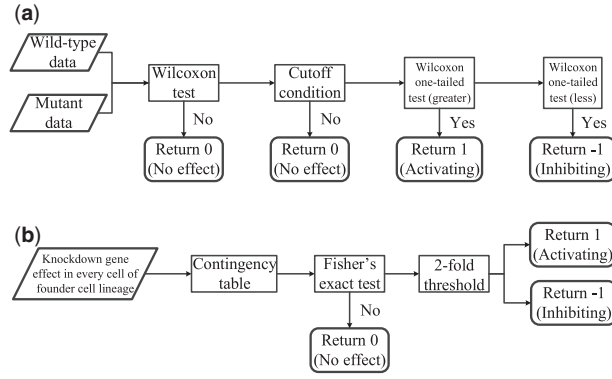 (a)
Wild-type
data
Mutant
data
Wilcoxon
test
Cutoff
condition
Wilcoxon
one-tailed
test (greater)
Wilcoxon
one-tailed
test (less)
No
No
Yes
Yes
Return 0
(No effect)
Return 0
(No effect)
Return 1
(Activating)
Return -1
(Inhibiting)
(b)
Knockdown gene
effect in every cell of
founder cell lineage
Contingency
table
Fisher's
exact test
2-fold
threshold
Return 1
(Activating)
Return -1
(Inhibiting)
No
Return 0
(No effect)